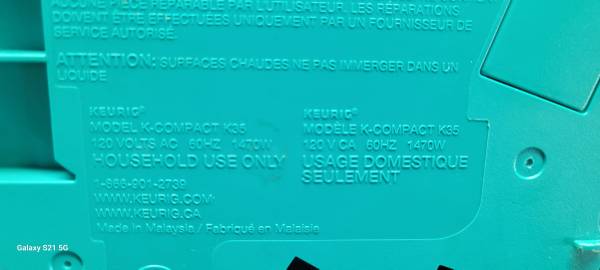 AUCUNE PIÈCE RÉPARABLE PAR L'UTILISATEUR. LES RÉPARATIONS
DOIVENT ÊTRE EFFECTUÉES UNIQUEMENT PAR UN FOURNISSEUR DE
SERVICE AUTORISÉ.
ATTENTION: SURFACES CHAUDES NE PAS IMMERGER DANS UN
LIQUIDE
KEURIG®
MODEL K-COMPACT K35
120 VOLTS AC 60HZ 1470W
HOUSEHOLD USE ONLY
1-866-901-2739
WWW.KEURIG.COM
WWW.KEURIG.CA
Made in Malaysia / Fabriqué en Malaisie
KEURIG®
MODÈLE K-COMPACT K35
120 V CA 60HZ 1470W
USAGE DOMESTIQUE
SEULEMENT
Galaxy S21 5G